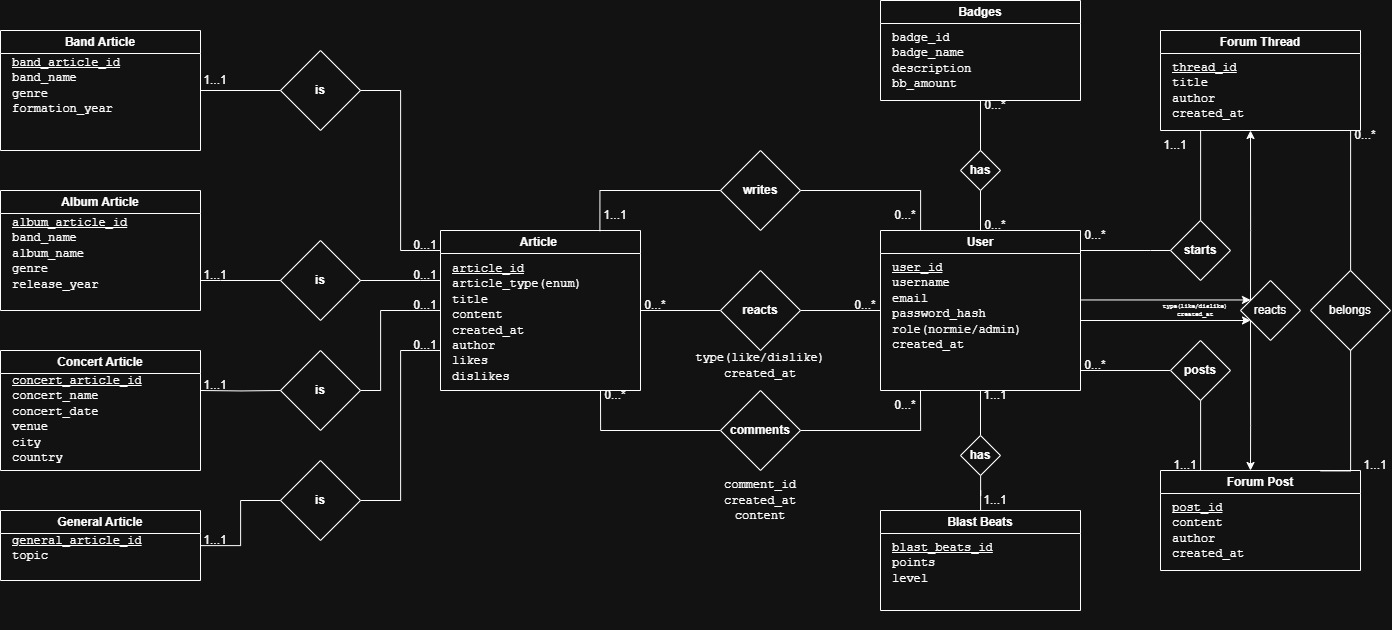 Band Article
band_article_id
band_name
genre
formation_year
1...1
is
Album Article
album_article_id
band_name
album_name
genre
release_year
1...1
is
Concert Article
concert_article_id
concert_name
concert_date
venue
city
country
1...1
is
General Article
general_article_id
topic
1...1
is
0...1
0...1
0...1
0...1
Article
article_id
article_type(enum)
title
content
created_at
author
likes
dislikes
1...1
writes
0...*
0...*
reacts
0...*
type(like/dislike)
created_at
0...*
comments
0...*
comment_id
created_at
content
Badges
badge_id
badge_name
description
bb_amount
0...*
has
0...*
User
user_id
username
email
password_hash
role(normie/admin)
created_at
1...1
has
1...1
Blast Beats
blast_beats_id
points
level
Forum Thread
thread_id
title
author
created_at
1...1
0...*
0...*
starts
type(like/dislike)
created_at
reacts
belongs
0...*
posts
1...1
1...1
Forum Post
post_id
content
author
created_at